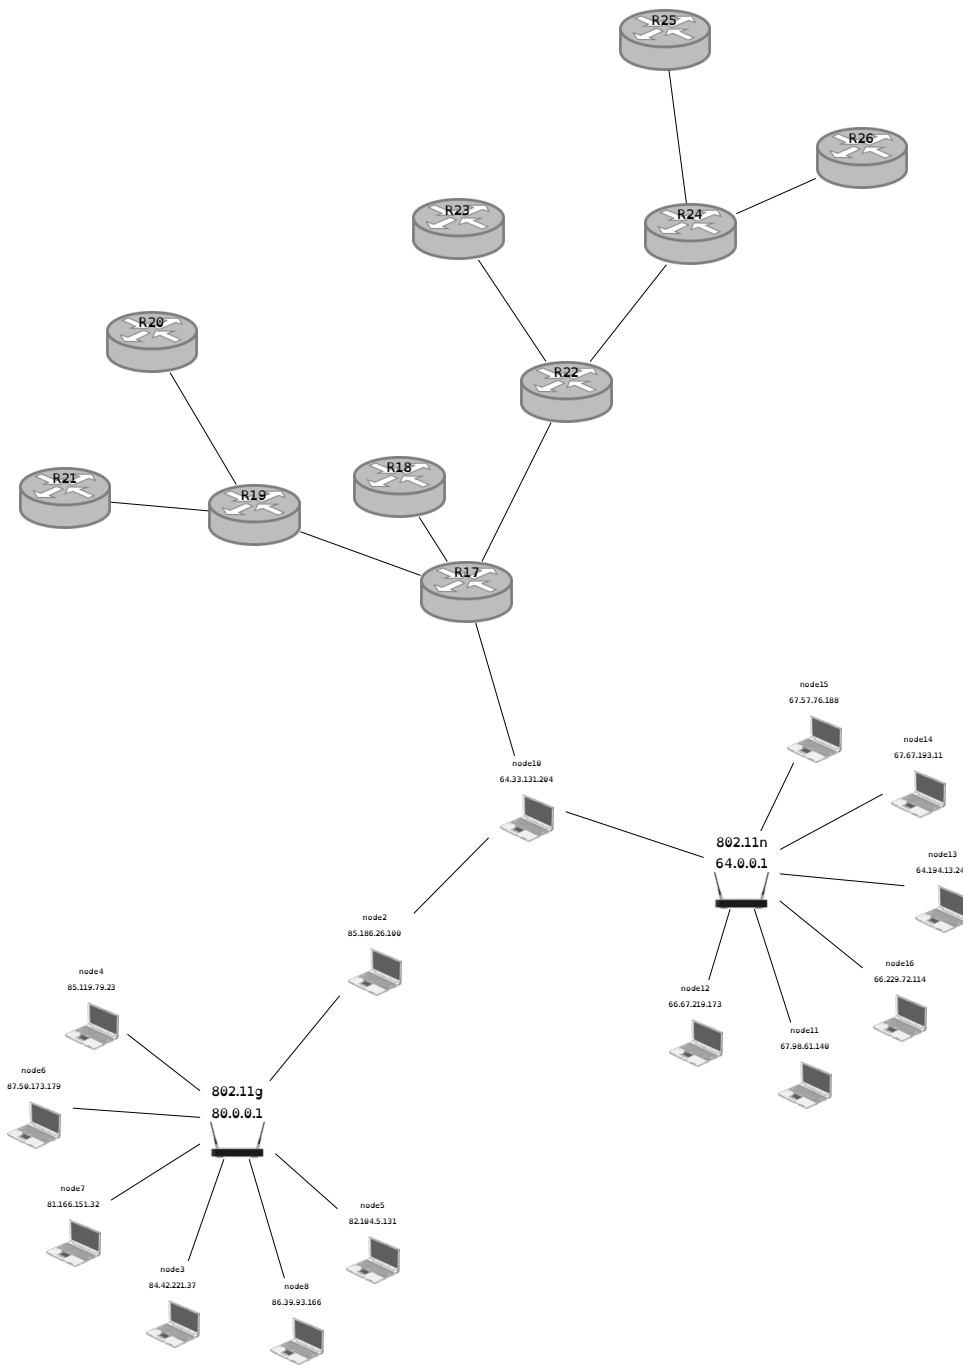 R25
R26
R23
R24
R20
R22
R18
R21
R19
R17
node15
67.57.76.188
node14
67.67.193.11
node10
64.33.131.204
802.11n
64.0.0.1
node13
64.194.13.24
node2
85.186.26.100
node16
66.229.72.114
node4
85.119.79.23
node12
66.67.219.173
node11
67.98.61.140
node6
87.50.173.179
802.11g
80.0.0.1
node7
81.166.151.32
node5
82.104.5.131
node3
84.42.221.37
node8
86.39.93.166